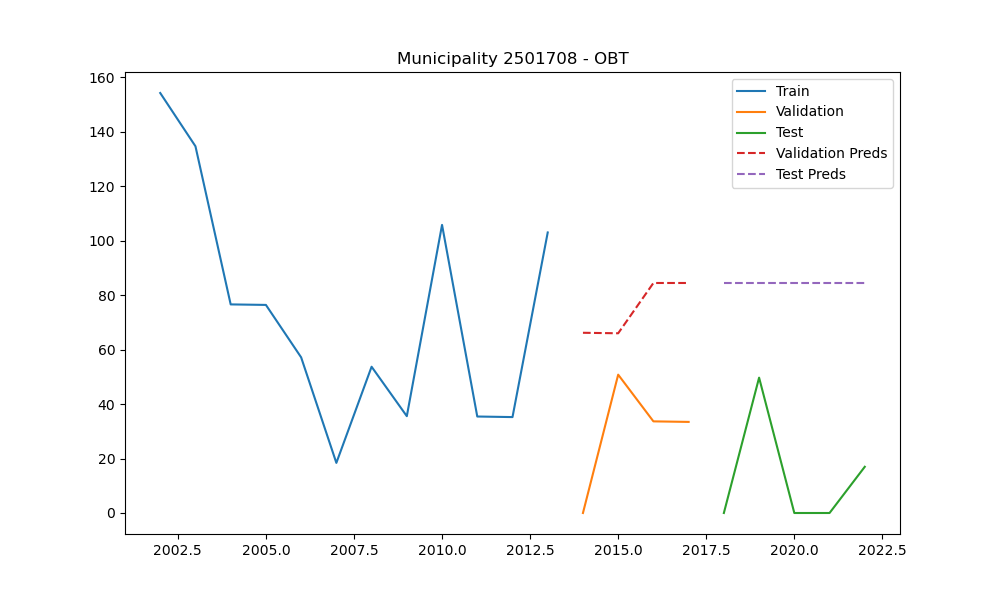 Municipality 2501708 - OBT
160
140
120
100
80
60
40
20
0
Train
Validation
Test
Validation Preds
Test Preds
2002.5 2005.0 2007.5 2010.0 2012.5 2015.0 2017.5 2020.0 2022.5